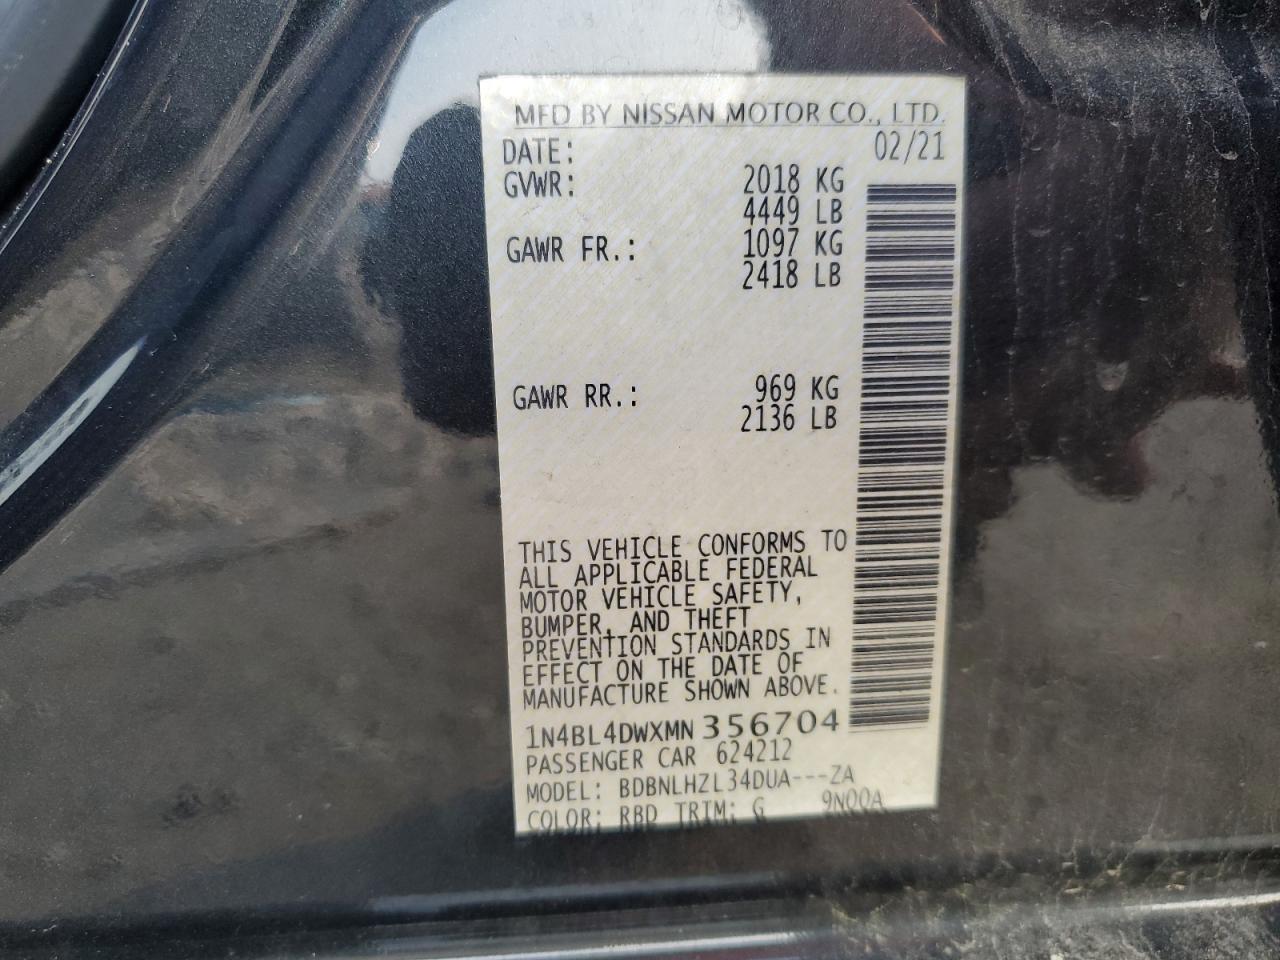 MFD BY NISSAN MOTOR CO., LTD.
DATE: 02/21
GVWR: 2018 KG
4449 LB
GAWR FR.: 1097 KG
2418 LB
GAWR RR.: 969 KG
2136 LB
THIS VEHICLE CONFORMS TO
ALL APPLICABLE FEDERAL
MOTOR VEHICLE SAFETY,
BUMPER, AND THEFT
PREVENTION STANDARDS IN
EFFECT ON THE DATE OF
MANUFACTURE SHOWN ABOVE.
1N4BL4DWXMN356704
PASSENGER CAR 624212
MODEL: BDBNLHZL34DUA---ZA
COLOR: RBD TRIM: G 9N00A